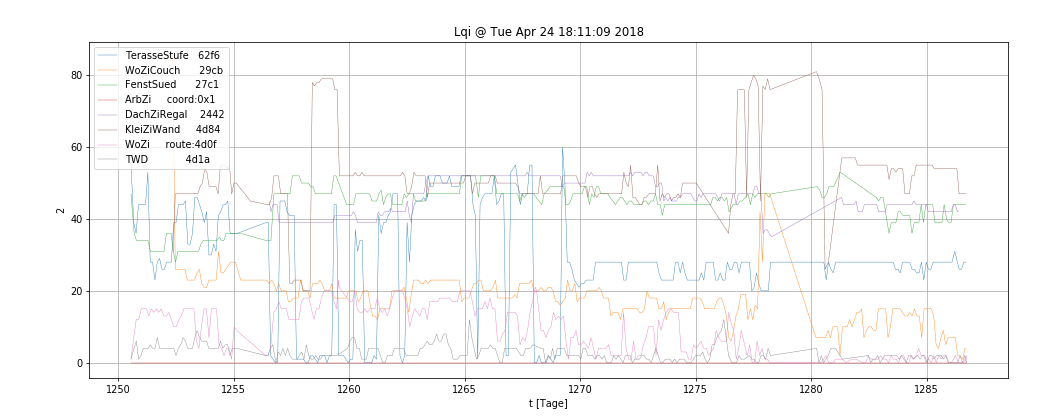 Lqi @ Tue Apr 24 18:11:09 2018
80
60
40
20
0
2
TerasseStufe 62f6
WoZiCouch 29cb
FenstSued 27c1
ArbZi coord:0x1
DachZiRegal 2442
KleiZiWand 4d84
WoZi route:4d0f
TWD 4d1a
1250 1255 1260 1265 1270 1275 1280 1285
t [Tage]